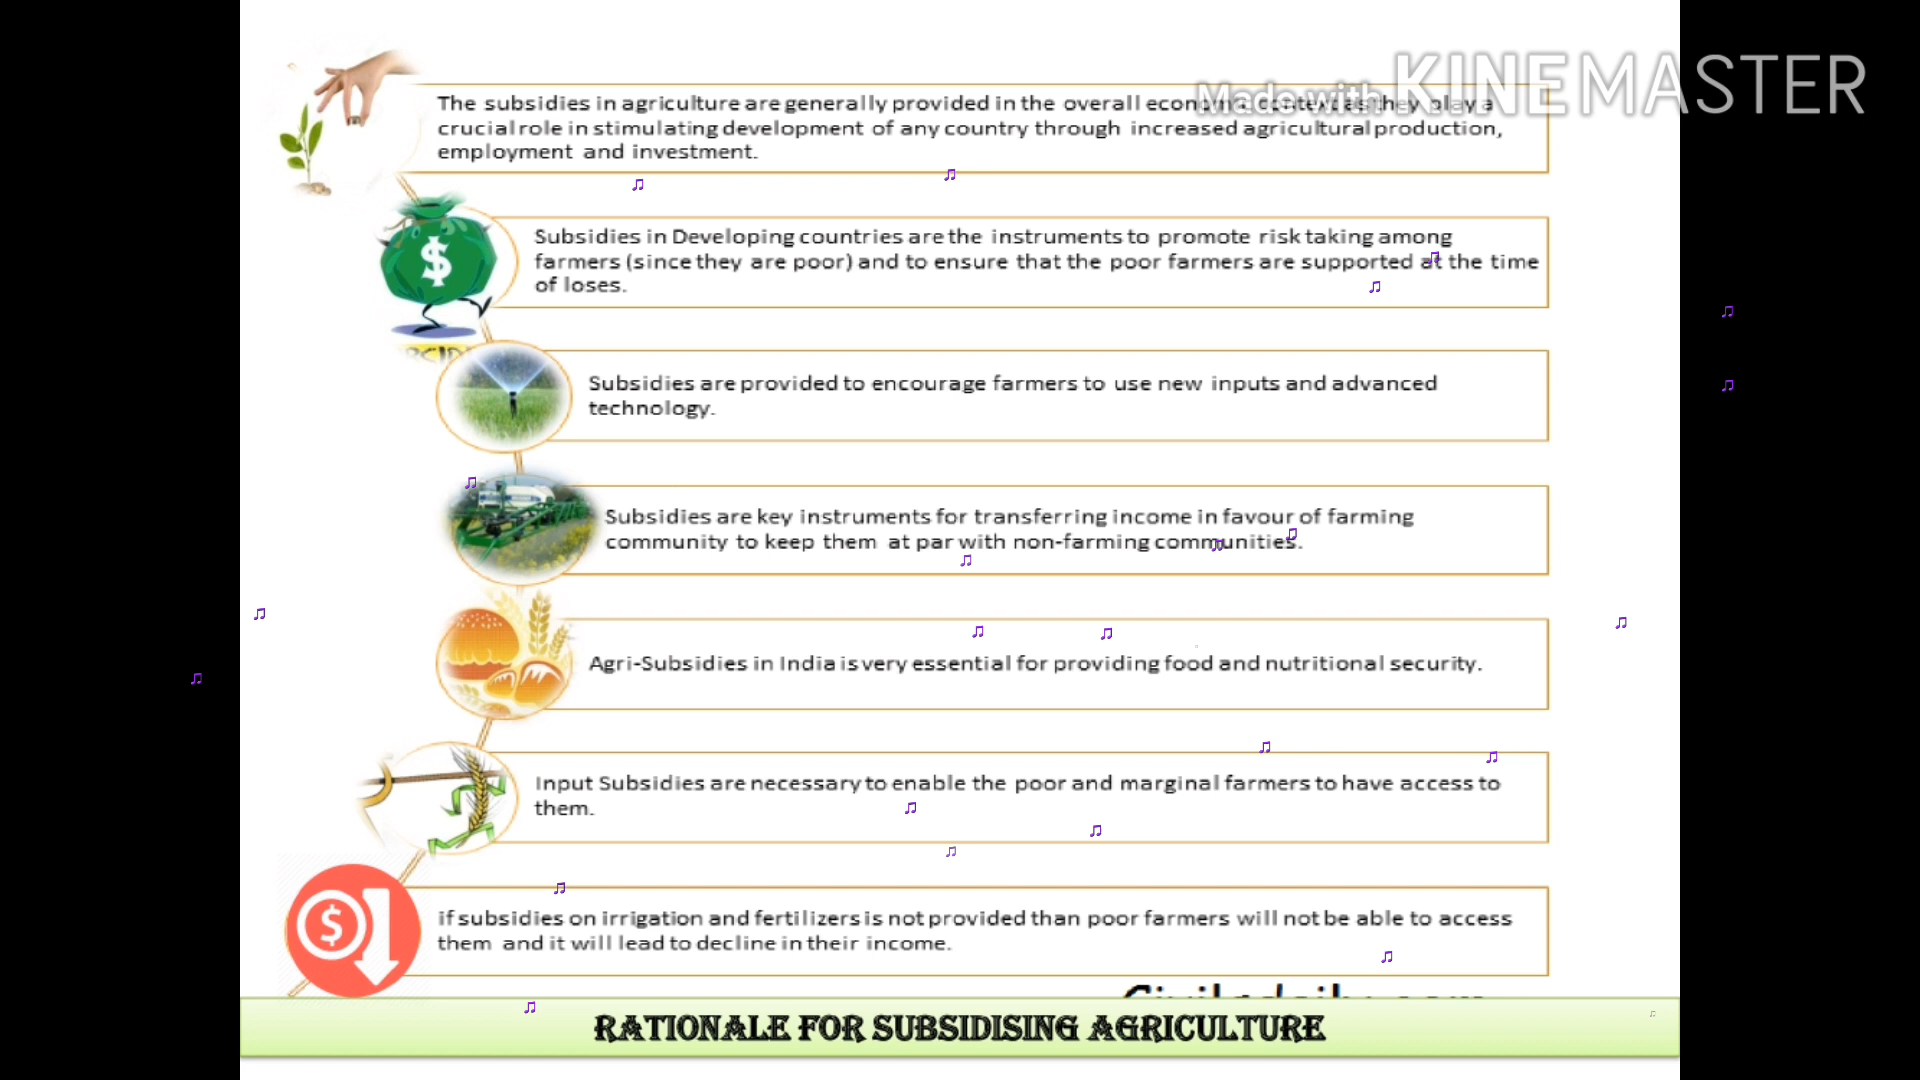 Made with KINEMASTER
The subsidies in agriculture are generally provided in the overall economic context as they play a
crucial role in stimulating development of any country through increased agricultural production,
employment and investment.
Subsidies in Developing countries are the instruments to promote risk taking among
farmers (since they are poor) and to ensure that the poor farmers are supported at the time
of loses.
Subsidies are provided to encourage farmers to use new inputs and advanced
technology.
Subsidies are key instruments for transferring income in favour of farming
community to keep them at par with non-farming communities.
Agri-Subsidies in India is very essential for providing food and nutritional security.
Input Subsidies are necessary to enable the poor and marginal farmers to have access to
them.
if subsidies on irrigation and fertilizers is not provided than poor farmers will not be able to access
them and it will lead to decline in their income.
RATIONALE FOR SUBSIDISING AGRICULTURE